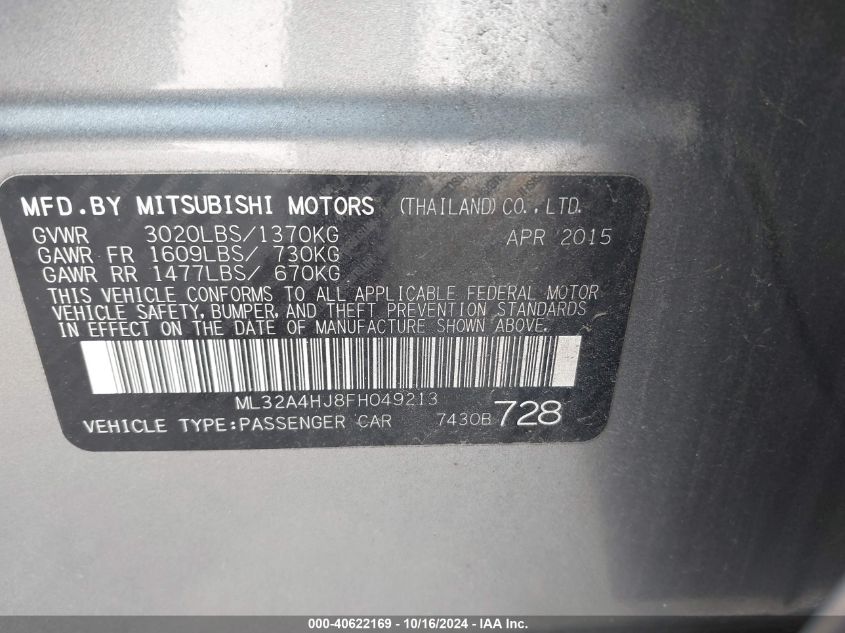 MFD.BY MITSUBISHI MOTORS (THAILAND) CO.,LTD.
GVWR 3020LBS/1370KG APR 2015
GAWR FR 1609LBS/ 730KG
GAWR RR 1477LBS/ 670KG
THIS VEHICLE CONFORMS TO ALL APPLICABLE FEDERAL MOTOR
VEHICLE SAFETY, BUMPER, AND THEFT PREVENTION STANDARDS
IN EFFECT ON THE DATE OF MANUFACTURE SHOWN ABOVE.
ML32A4HJ8FH049213
VEHICLE TYPE:PASSENGER CAR 7430B 728
000-40622169 - 10/16/2024 - IAA Inc.